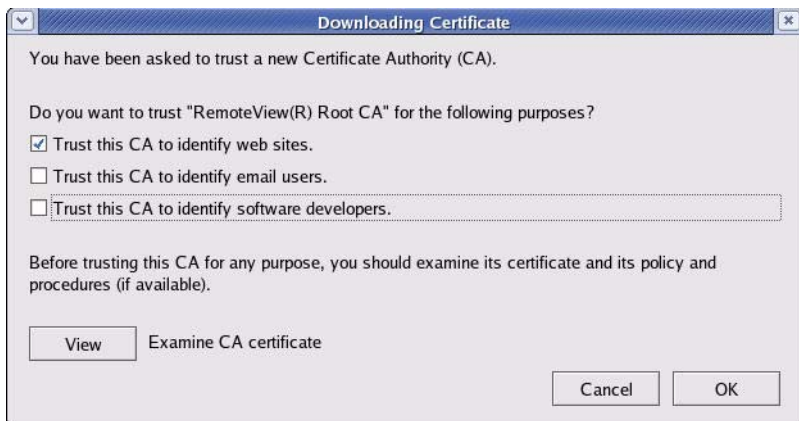 Downloading Certificate
You have been asked to trust a new Certificate Authority (CA).
Do you want to trust "RemoteView(R) Root CA" for the following purposes?
Trust this CA to identify web sites.
Trust this CA to identify email users.
Trust this CA to identify software developers.
Before trusting this CA for any purpose, you should examine its certificate and its policy and
procedures (if available).
View Examine CA certificate
Cancel OK